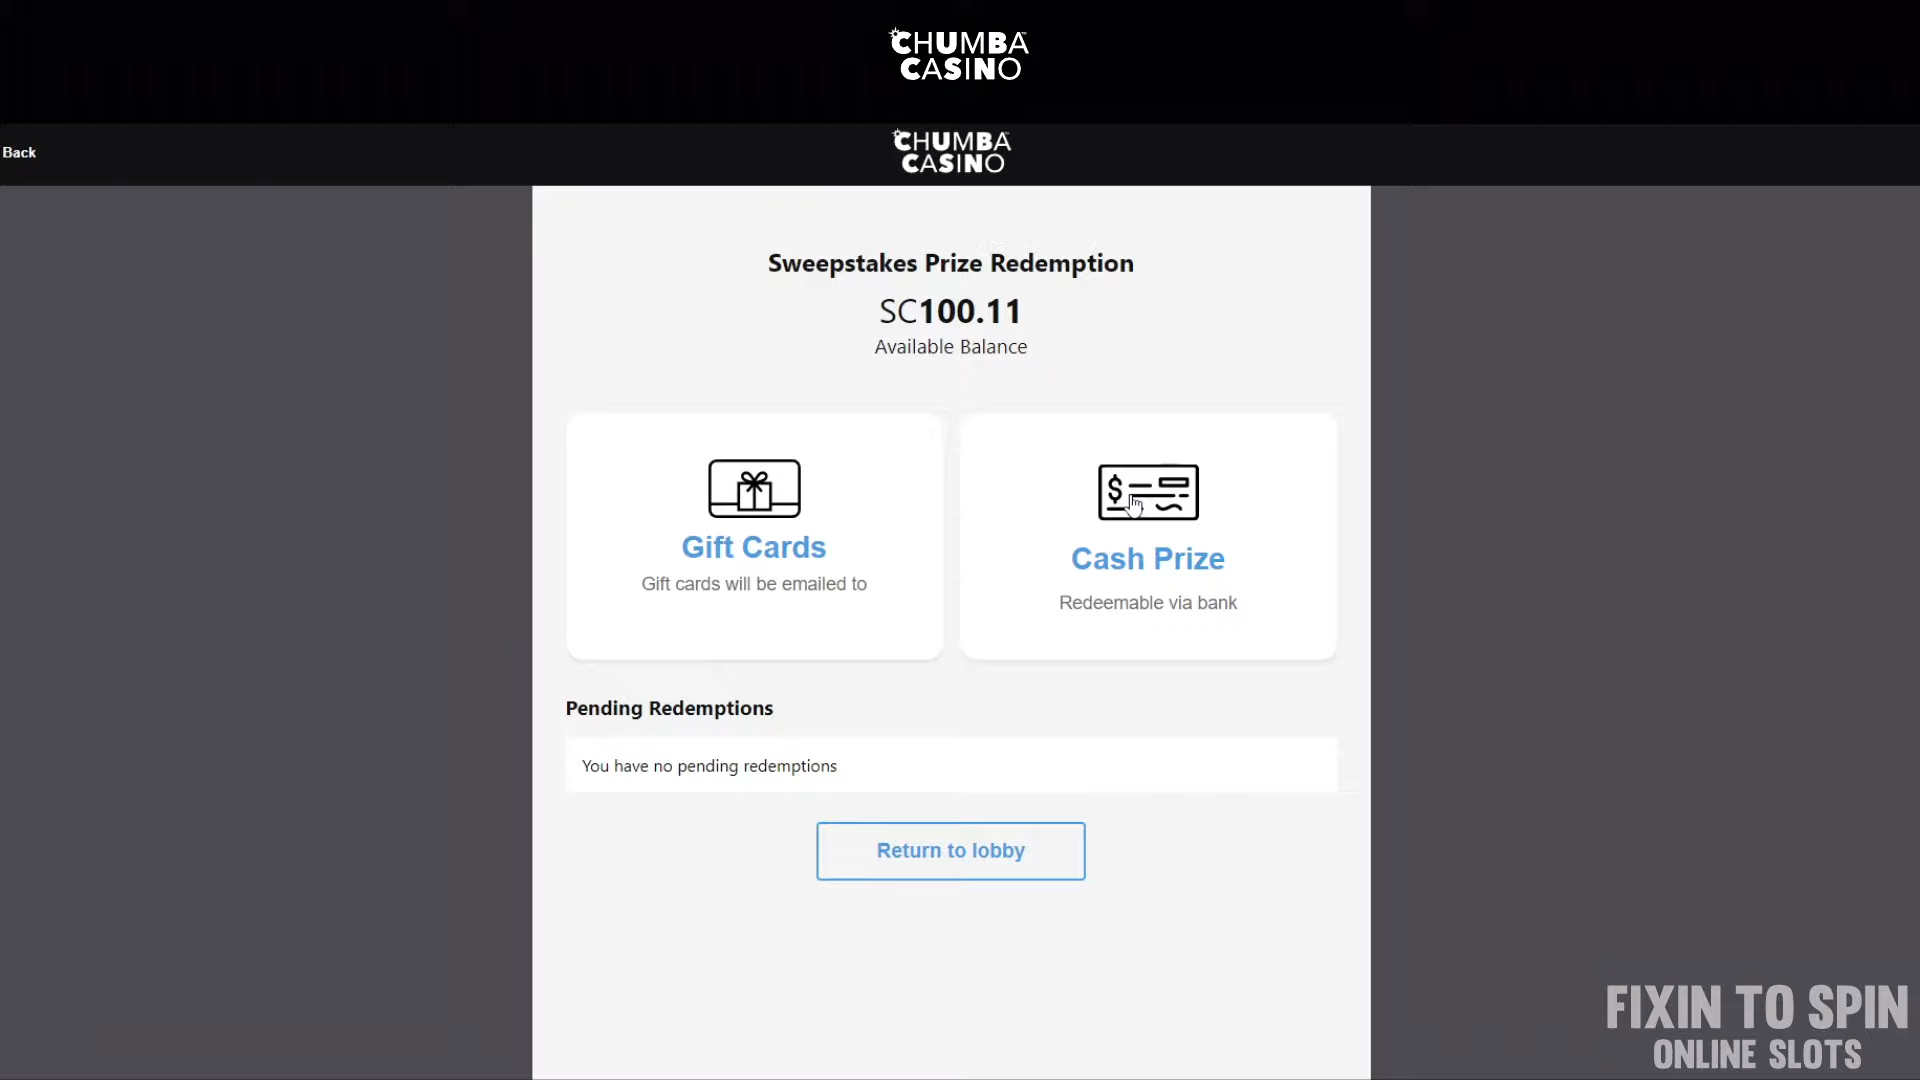 CHUMBA
CASINO
Back
CHUMBA
CASINO
Sweepstakes Prize Redemption
SC100.11
Available Balance
Gift Cards
Gift cards will be emailed to
$
Cash Prize
Redeemable via bank
Pending Redemptions
You have no pending redemptions
Return to lobby
FIXIN TO SPIN
ONLINE SLOTS